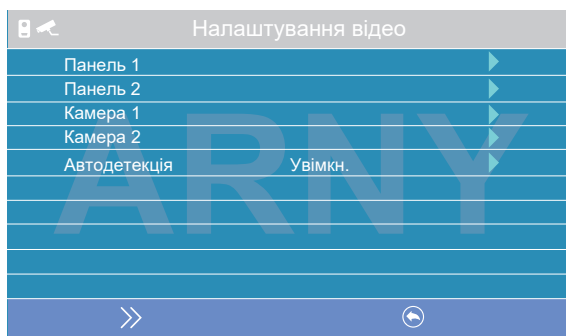 Налаштування відео
Панель 1
Панель 2
Камера 1
Камера 2
Автодетекція Увімкн.
ARNY